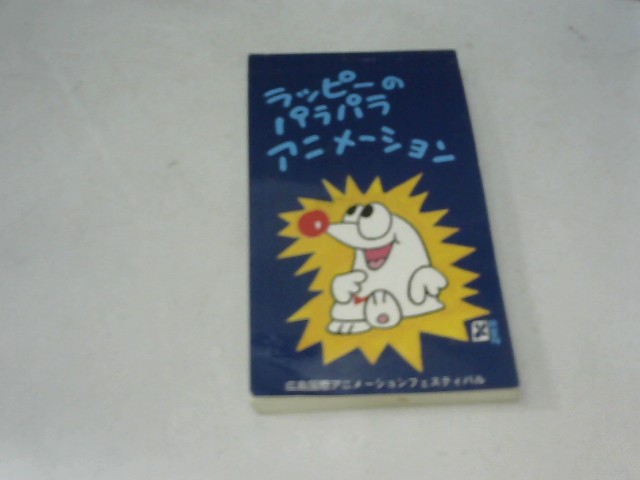 ラッピーの
パラパラ
アニメーション
広島国際アニメーションフェスティバル